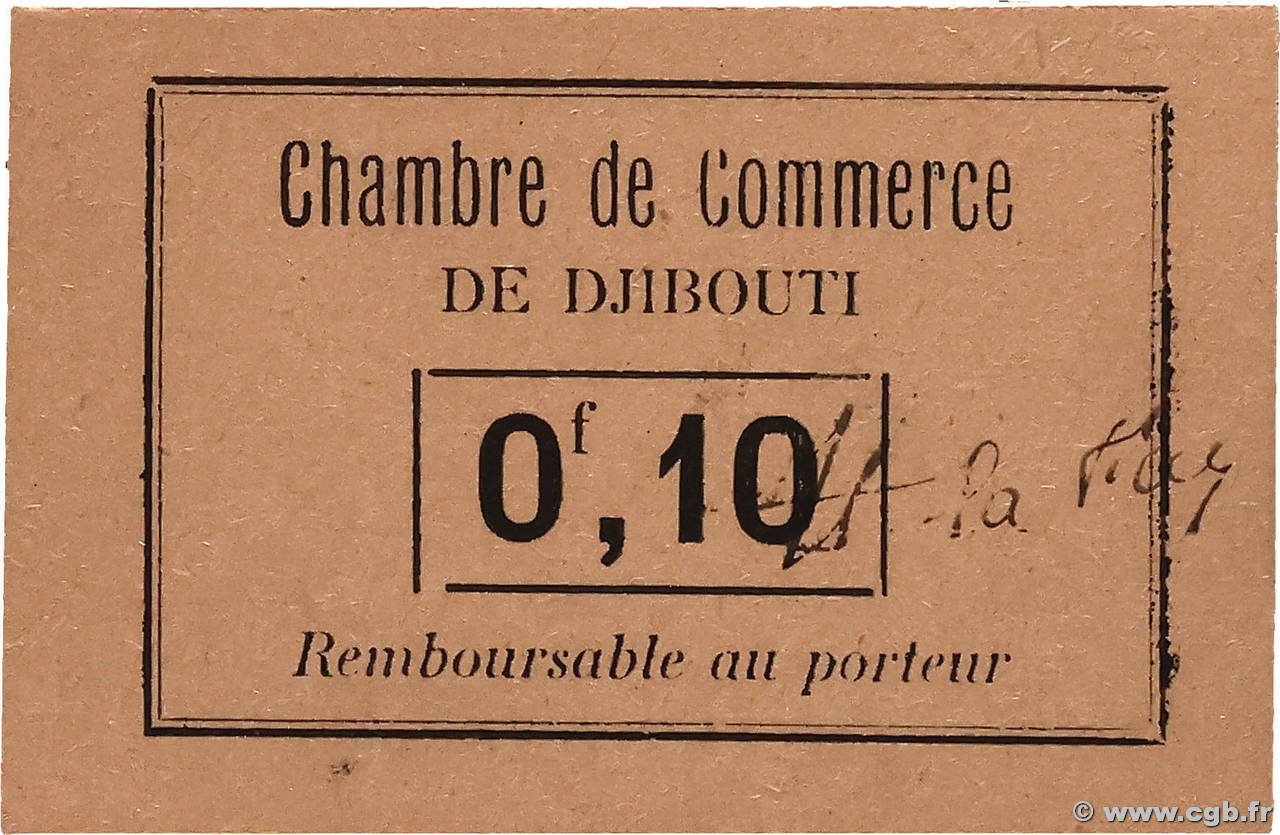 Chambre de Commerce
DE DJIBOUTI
0f,10
Remboursable au porteur
© www.cgb.fr